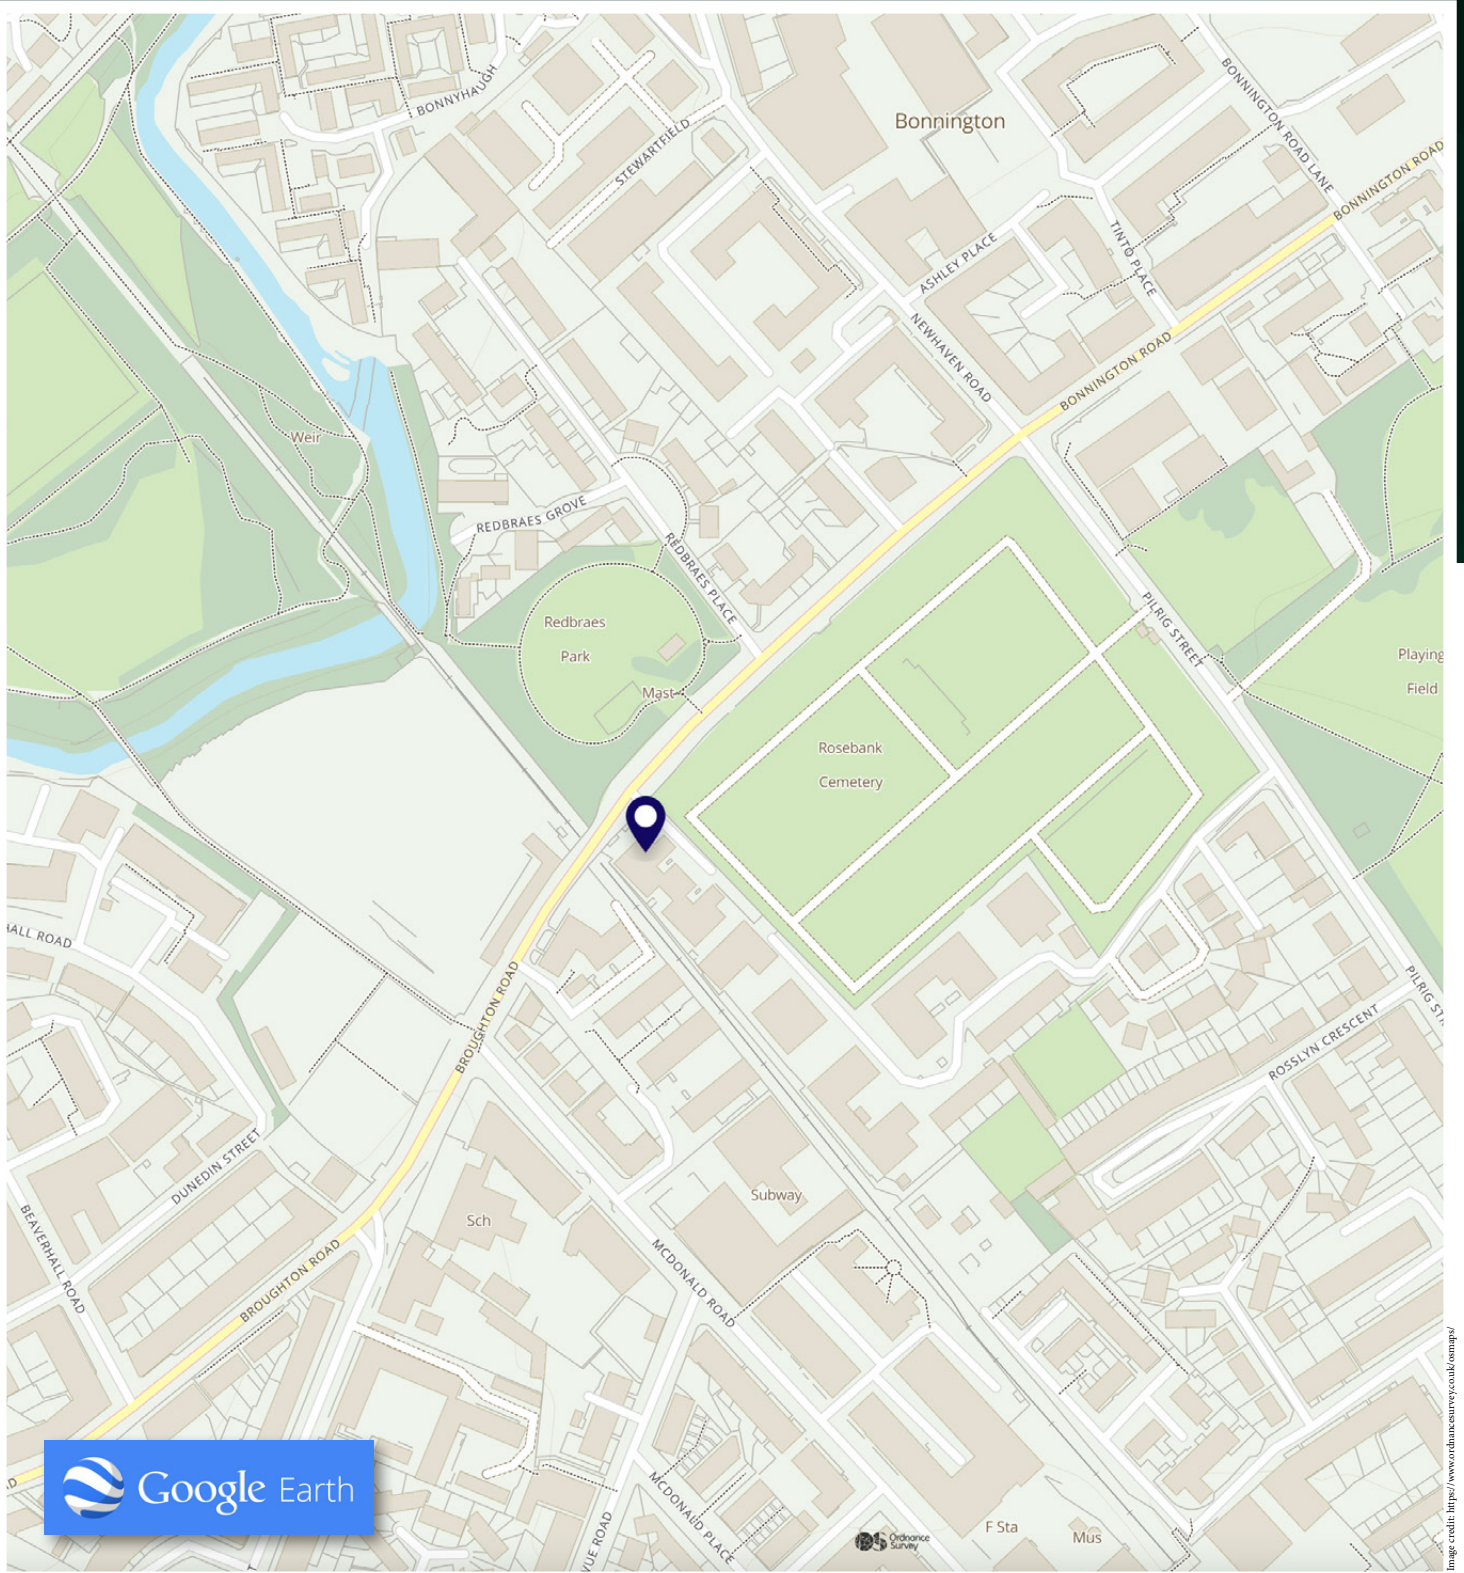 BONNYHAUGH
STEWARTFIELD
Bonnington
BONNINGTON ROAD LANE
BONNINGTON ROAD
ASHLEY PLACE
TINTO PLACE
NEWHAVEN ROAD
BONNINGTON ROAD
Weir
REDBRAES GROVE
REDBRAES PLACE
Redbraes
Park
Mast
PILRIG STREET
Playing
Field
Rosebank
Cemetery
HALL ROAD
BROUGHTON ROAD
PILRIG ST
ROSSLYN CRESCENT
DUNEDIN STREET
BEAVERHALL ROAD
BROUGHTON ROAD
Sch
Subway
MCDONALD ROAD
MCDONALD PLACE
VUE ROAD
D
T
F Sta
Mus
Google Earth
OS Ordnance
Survey
Image credit: https://www.ordnancesurvey.co.uk/osmaps/